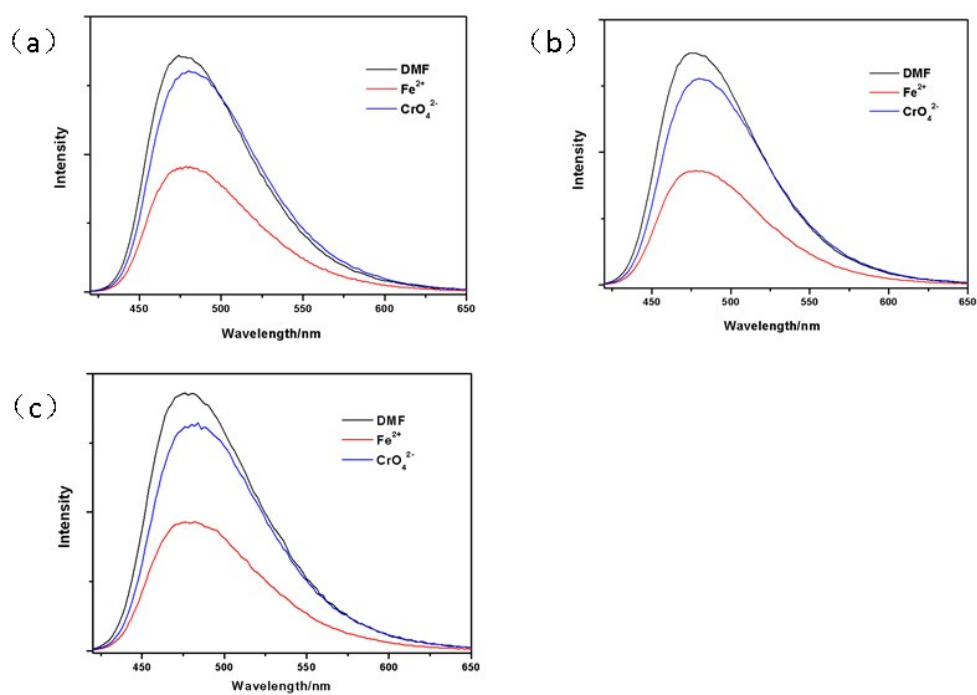 (a)
DMF
Fe²⁺
CrO₄²⁻
Intensity
450 500 550 600 650
Wavelength/nm
(b)
DMF
Fe²⁺
CrO₄²⁻
Intensity
450 500 550 600 650
Wavelength/nm
(c)
DMF
Fe²⁺
CrO₄²⁻
Intensity
450 500 550 600 650
Wavelength/nm